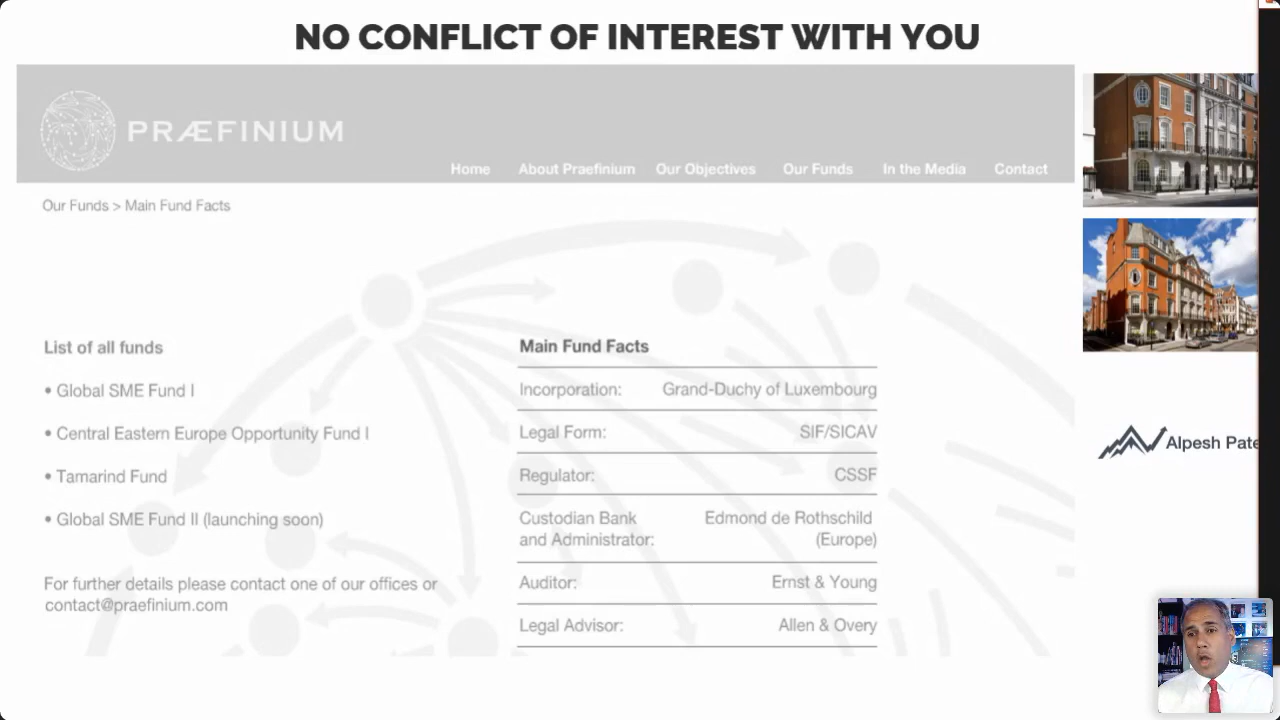 NO CONFLICT OF INTEREST WITH YOU
PRÆFINIUM
Home About Praefinium Our Objectives Our Funds In the Media Contact
Our Funds > Main Fund Facts
List of all funds
• Global SME Fund I
• Central Eastern Europe Opportunity Fund I
• Tamarind Fund
• Global SME Fund II (launching soon)
For further details please contact one of our offices or
contact@praefinium.com
Main Fund Facts
Incorporation: Grand-Duchy of Luxembourg
Legal Form: SIF/SICAV
Regulator: CSSF
Custodian Bank Edmond de Rothschild
and Administrator: (Europe)
Auditor: Ernst & Young
Legal Advisor: Allen & Overy
Alpesh Pate